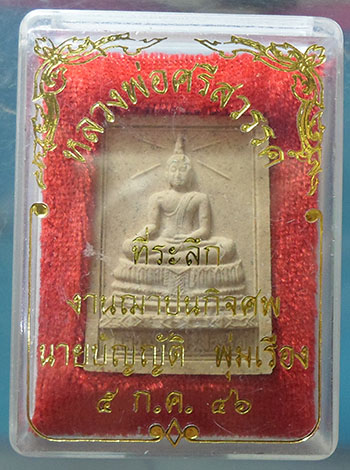 หลวงพ่อศรีสวรรค์
ที่ระลึก
งานฌาปนกิจศพ
นายบัญญัติ พุ่มเรือง
๕ ก.ค. ๔๖